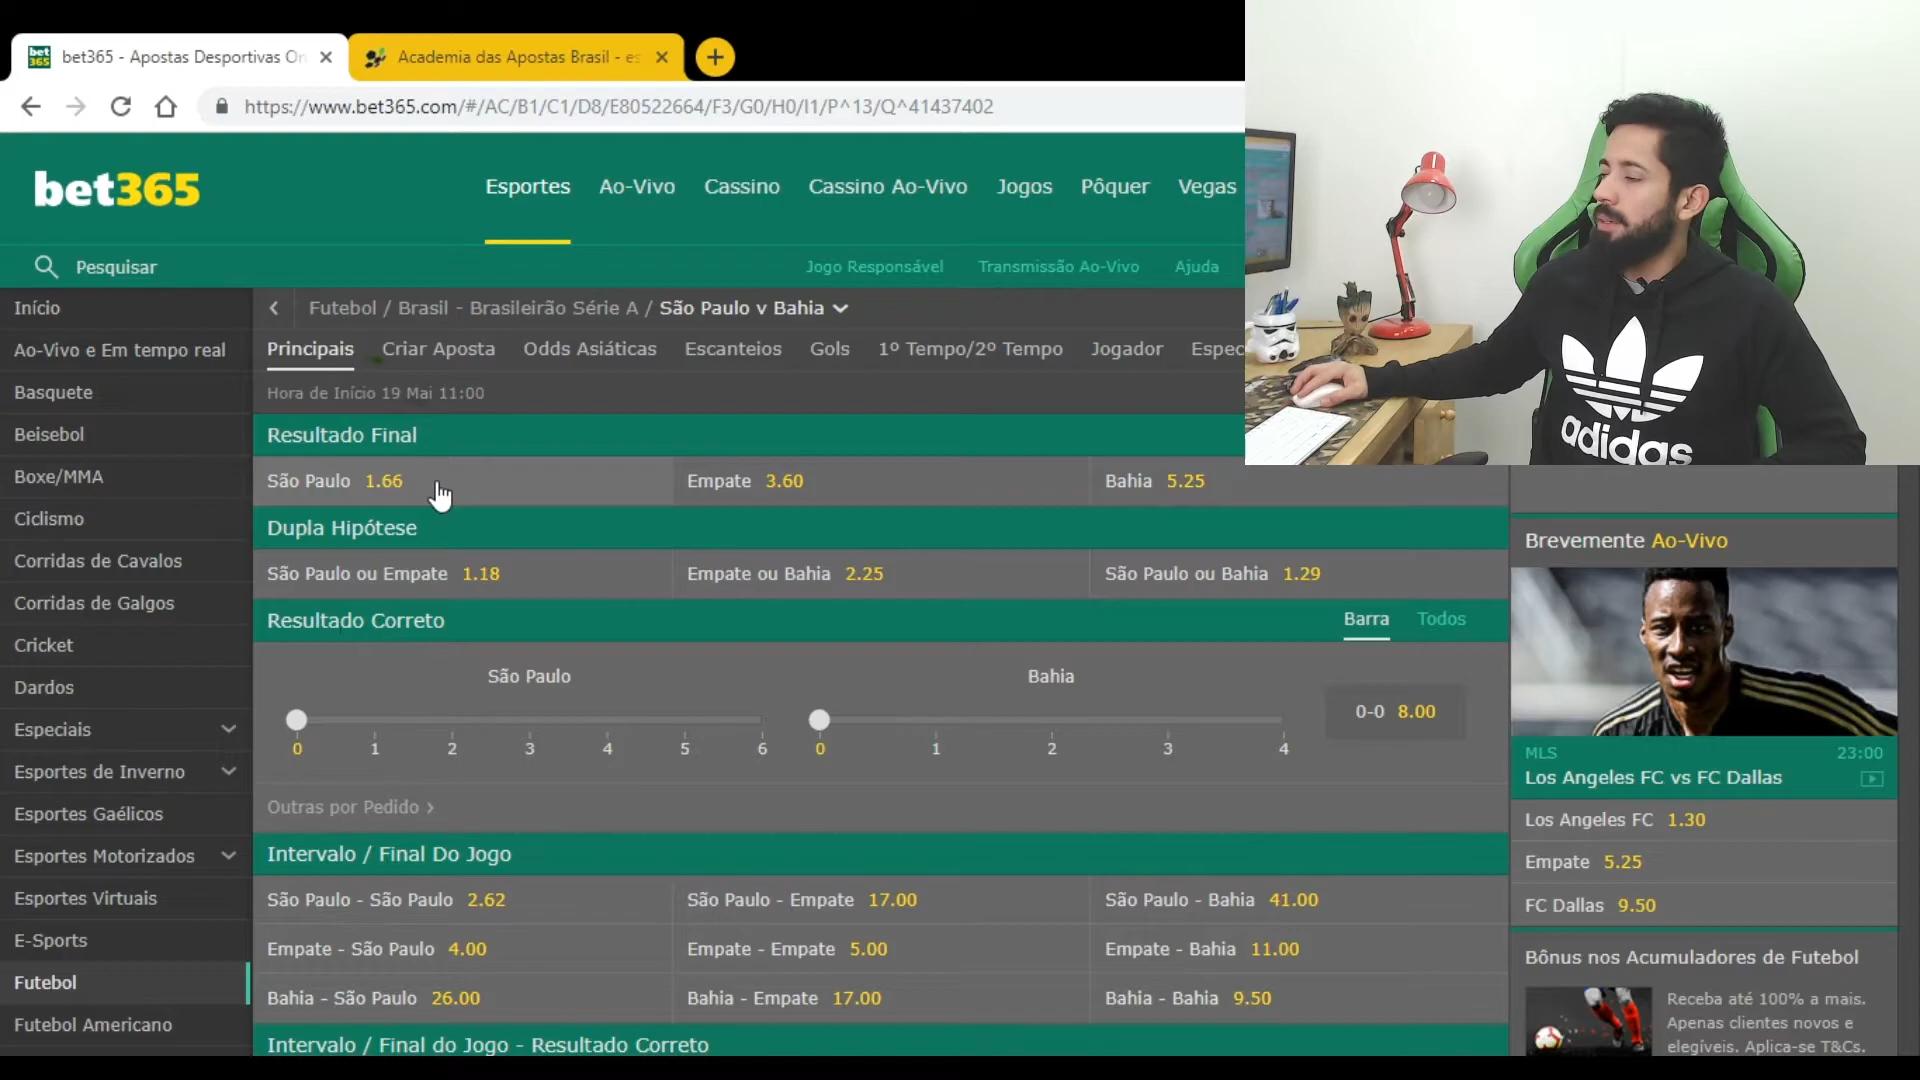 bet365 - Apostas Desportivas On
Academia das Apostas Brasil - es
https://www.bet365.com/#/AC/B1/C1/D8/E80522664/F3/G0/H0/I1/P^13/Q^41437402
bet365
Esportes Ao-Vivo Cassino Cassino Ao-Vivo Jogos Pôquer Vegas
Pesquisar
Jogo Responsável Transmissão Ao-Vivo Ajuda
Início
Ao-Vivo e Em tempo real
Basquete
Beisebol
Boxe/MMA
Ciclismo
Corridas de Cavalos
Corridas de Galgos
Cricket
Dardos
Especiais
Esportes de Inverno
Esportes Gaélicos
Esportes Motorizados
Esportes Virtuais
E-Sports
Futebol
Futebol Americano
Futebol / Brasil - Brasileirão Série A / São Paulo v Bahia
Principais Criar Aposta Odds Asiáticas Escanteios Gols 1º Tempo/2º Tempo Jogador Espec
Hora de Início 19 Mai 11:00
Resultado Final
São Paulo 1.66 Empate 3.60 Bahia 5.25
Dupla Hipótese
São Paulo ou Empate 1.18 Empate ou Bahia 2.25 São Paulo ou Bahia 1.29
Resultado Correto Barra Todos
São Paulo Bahia
0-0 8.00
0 1 2 3 4 5 6 0 1 2 3 4
Outras por Pedido
Intervalo / Final Do Jogo
São Paulo - São Paulo 2.62 São Paulo - Empate 17.00 São Paulo - Bahia 41.00
Empate - São Paulo 4.00 Empate - Empate 5.00 Empate - Bahia 11.00
Bahia - São Paulo 26.00 Bahia - Empate 17.00 Bahia - Bahia 9.50
Intervalo / Final do Jogo - Resultado Correto
adidas
Brevemente Ao-Vivo
MLS 23:00
Los Angeles FC vs FC Dallas
Los Angeles FC 1.30
Empate 5.25
FC Dallas 9.50
Bônus nos Acumuladores de Futebol
Receba até 100% a mais.
Apenas clientes novos e
elegíveis. Aplica-se T&Cs.